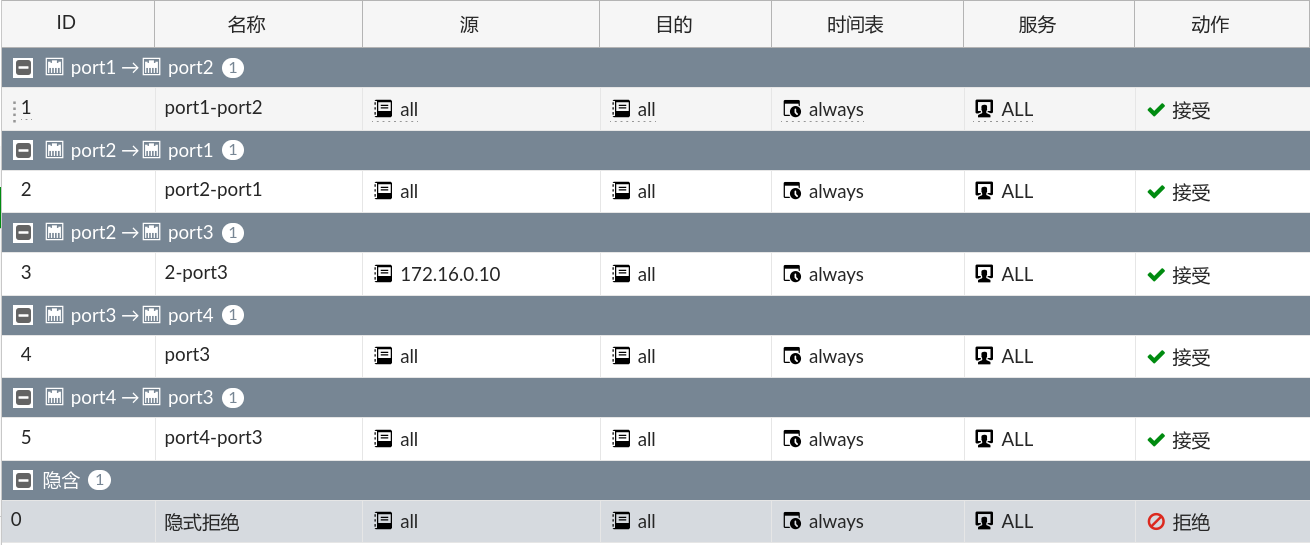 ID 名称 源 目的 时间表 服务 动作
port1 → port2 1
1 port1-port2 all all always ALL 接受
port2 → port1 1
2 port2-port1 all all always ALL 接受
port2 → port3 1
3 2-port3 172.16.0.10 all always ALL 接受
port3 → port4 1
4 port3 all all always ALL 接受
port4 → port3 1
5 port4-port3 all all always ALL 接受
隐含 1
0 隐式拒绝 all all always ALL 拒绝